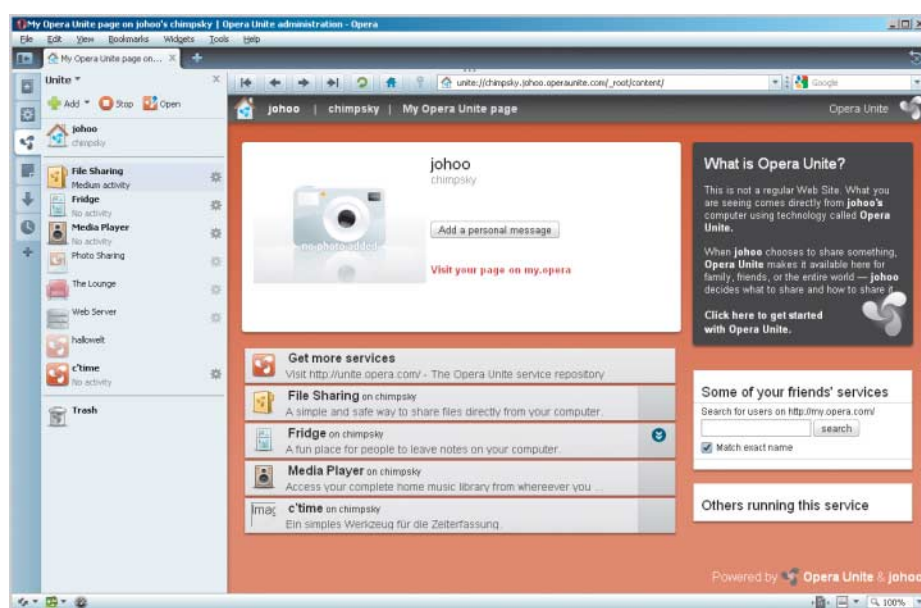 My Opera Unite page on johoo's chimpsky | Opera Unite administration - Opera
File Edit View Bookmarks Widgets Tools Help
My Opera Unite page on... X
Unite
Add Stop Open
johoo
chimpsky
File Sharing
Medium activity
Fridge
No activity
Media Player
No activity
Photo Sharing
The Lounge
Web Server
hallowelt
c'time
No activity
Trash
unite://chimpsky.johoo.operaunite.com/_root/content/
Google
johoo | chimpsky | My Opera Unite page
Opera Unite
johoo
chimpsky
no photo added
Add a personal message
Visit your page on my.opera
Get more services
Visit http://unite.opera.com/ - The Opera Unite service repository
File Sharing on chimpsky
A simple and safe way to share files directly from your computer.
Fridge on chimpsky
A fun place for people to leave notes on your computer.
Media Player on chimpsky
Access your complete home music library from whereever you ...
Imag
c'time on chimpsky
Ein simples Werkzeug für die Zeiterfassung.
What is Opera Unite?
This is not a regular Web Site. What you
are seeing comes directly from johoo's
computer using technology called Opera
Unite.
When johoo chooses to share something,
Opera Unite makes it available here for
family, friends, or the entire world — johoo
decides what to share and how to share it.
Click here to get started
with Opera Unite.
Some of your friends' services
Search for users on http://my.opera.com/
search
Match exact name
Others running this service
Powered by Opera Unite & johoo
100%